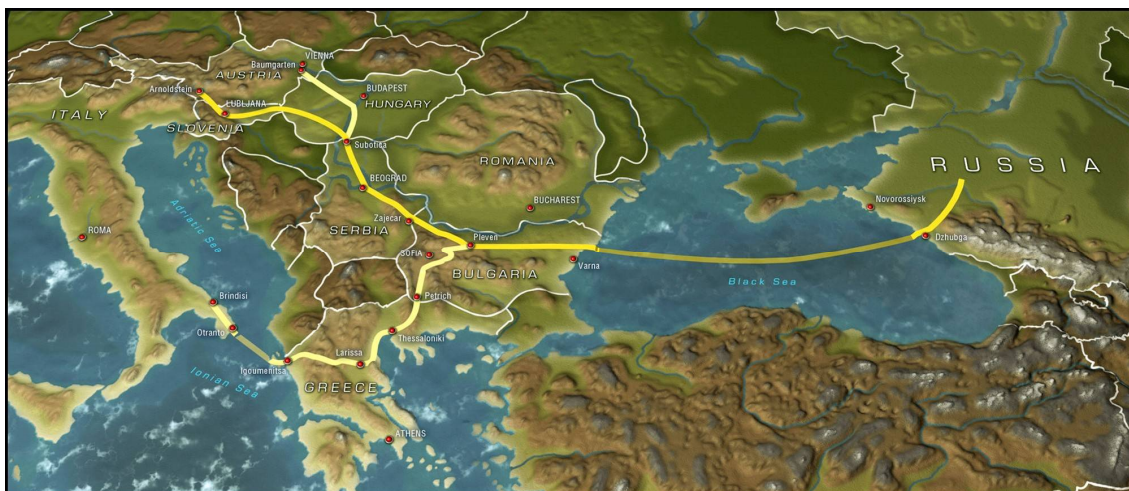 VIENNA
Baumgarten
AUSTRIA
Arnoldstein
BUDAPEST
HUNGARY
LUBLJANA
ITALY
SLOVENIA
Subotica
ROMANIA
RUSSIA
BEOGRAD
BUCHAREST
Novorossiysk
Adriatic Sea
Zaječar
SERBIA
ROMA
Pleven
Dzhubga
SOFIA
Varna
BULGARIA
Black Sea
Brindisi
Petrich
Otranto
Thessaloniki
Larissa
Igoumenitsa
Ionian Sea
GREECE
ATHENS